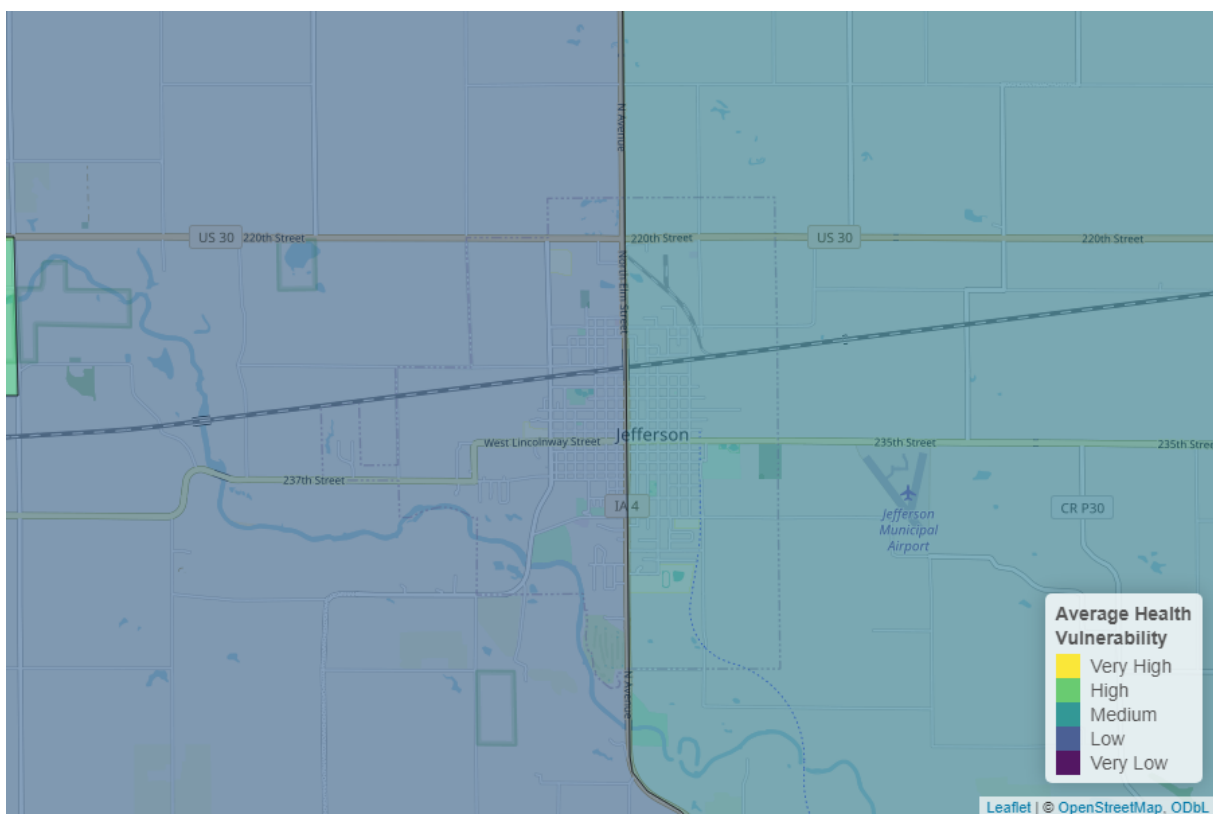 N Avenue
US 30
220th Street
220th Street
US 30
220th Street
North Elm Street
West Lincolnway Street
Jefferson
235th Street
235th Stree
237th Street
IA 4
Jefferson
Municipal
Airport
CR P30
N Avenue
Average Health
Vulnerability
Very High
High
Medium
Low
Very Low
Leaflet | © OpenStreetMap, ODbL